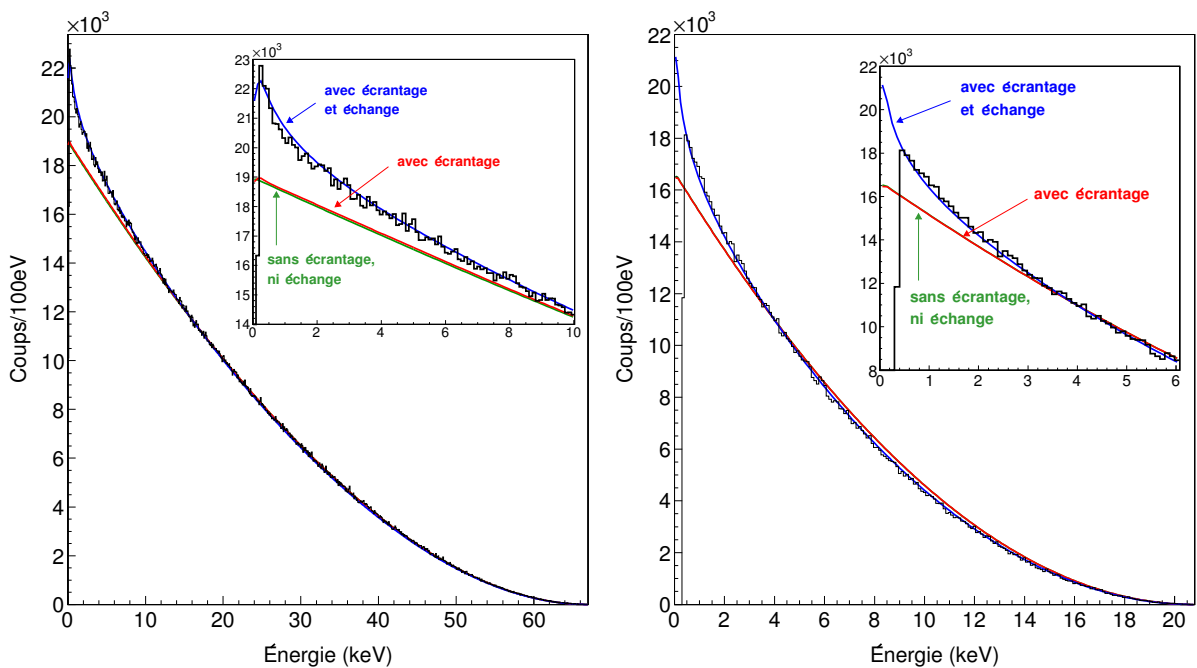 ×10³
22
20
18
16
14
12
10
8
6
4
2
0
Coups/100eV
0 10 20 30 40 50 60
Énergie (keV)
×10³
23
22
21
20
19
18
17
16
15
14
0 2 4 6 8 10
avec écrantage
et échange
avec écrantage
sans écrantage,
ni échange
×10³
22
20
18
16
14
12
10
8
6
4
2
0
Coups/100eV
0 2 4 6 8 10 12 14 16 18 20
Énergie (keV)
×10³
22
20
18
16
14
12
10
8
0 1 2 3 4 5 6
avec écrantage
et échange
avec écrantage
sans écrantage,
ni échange